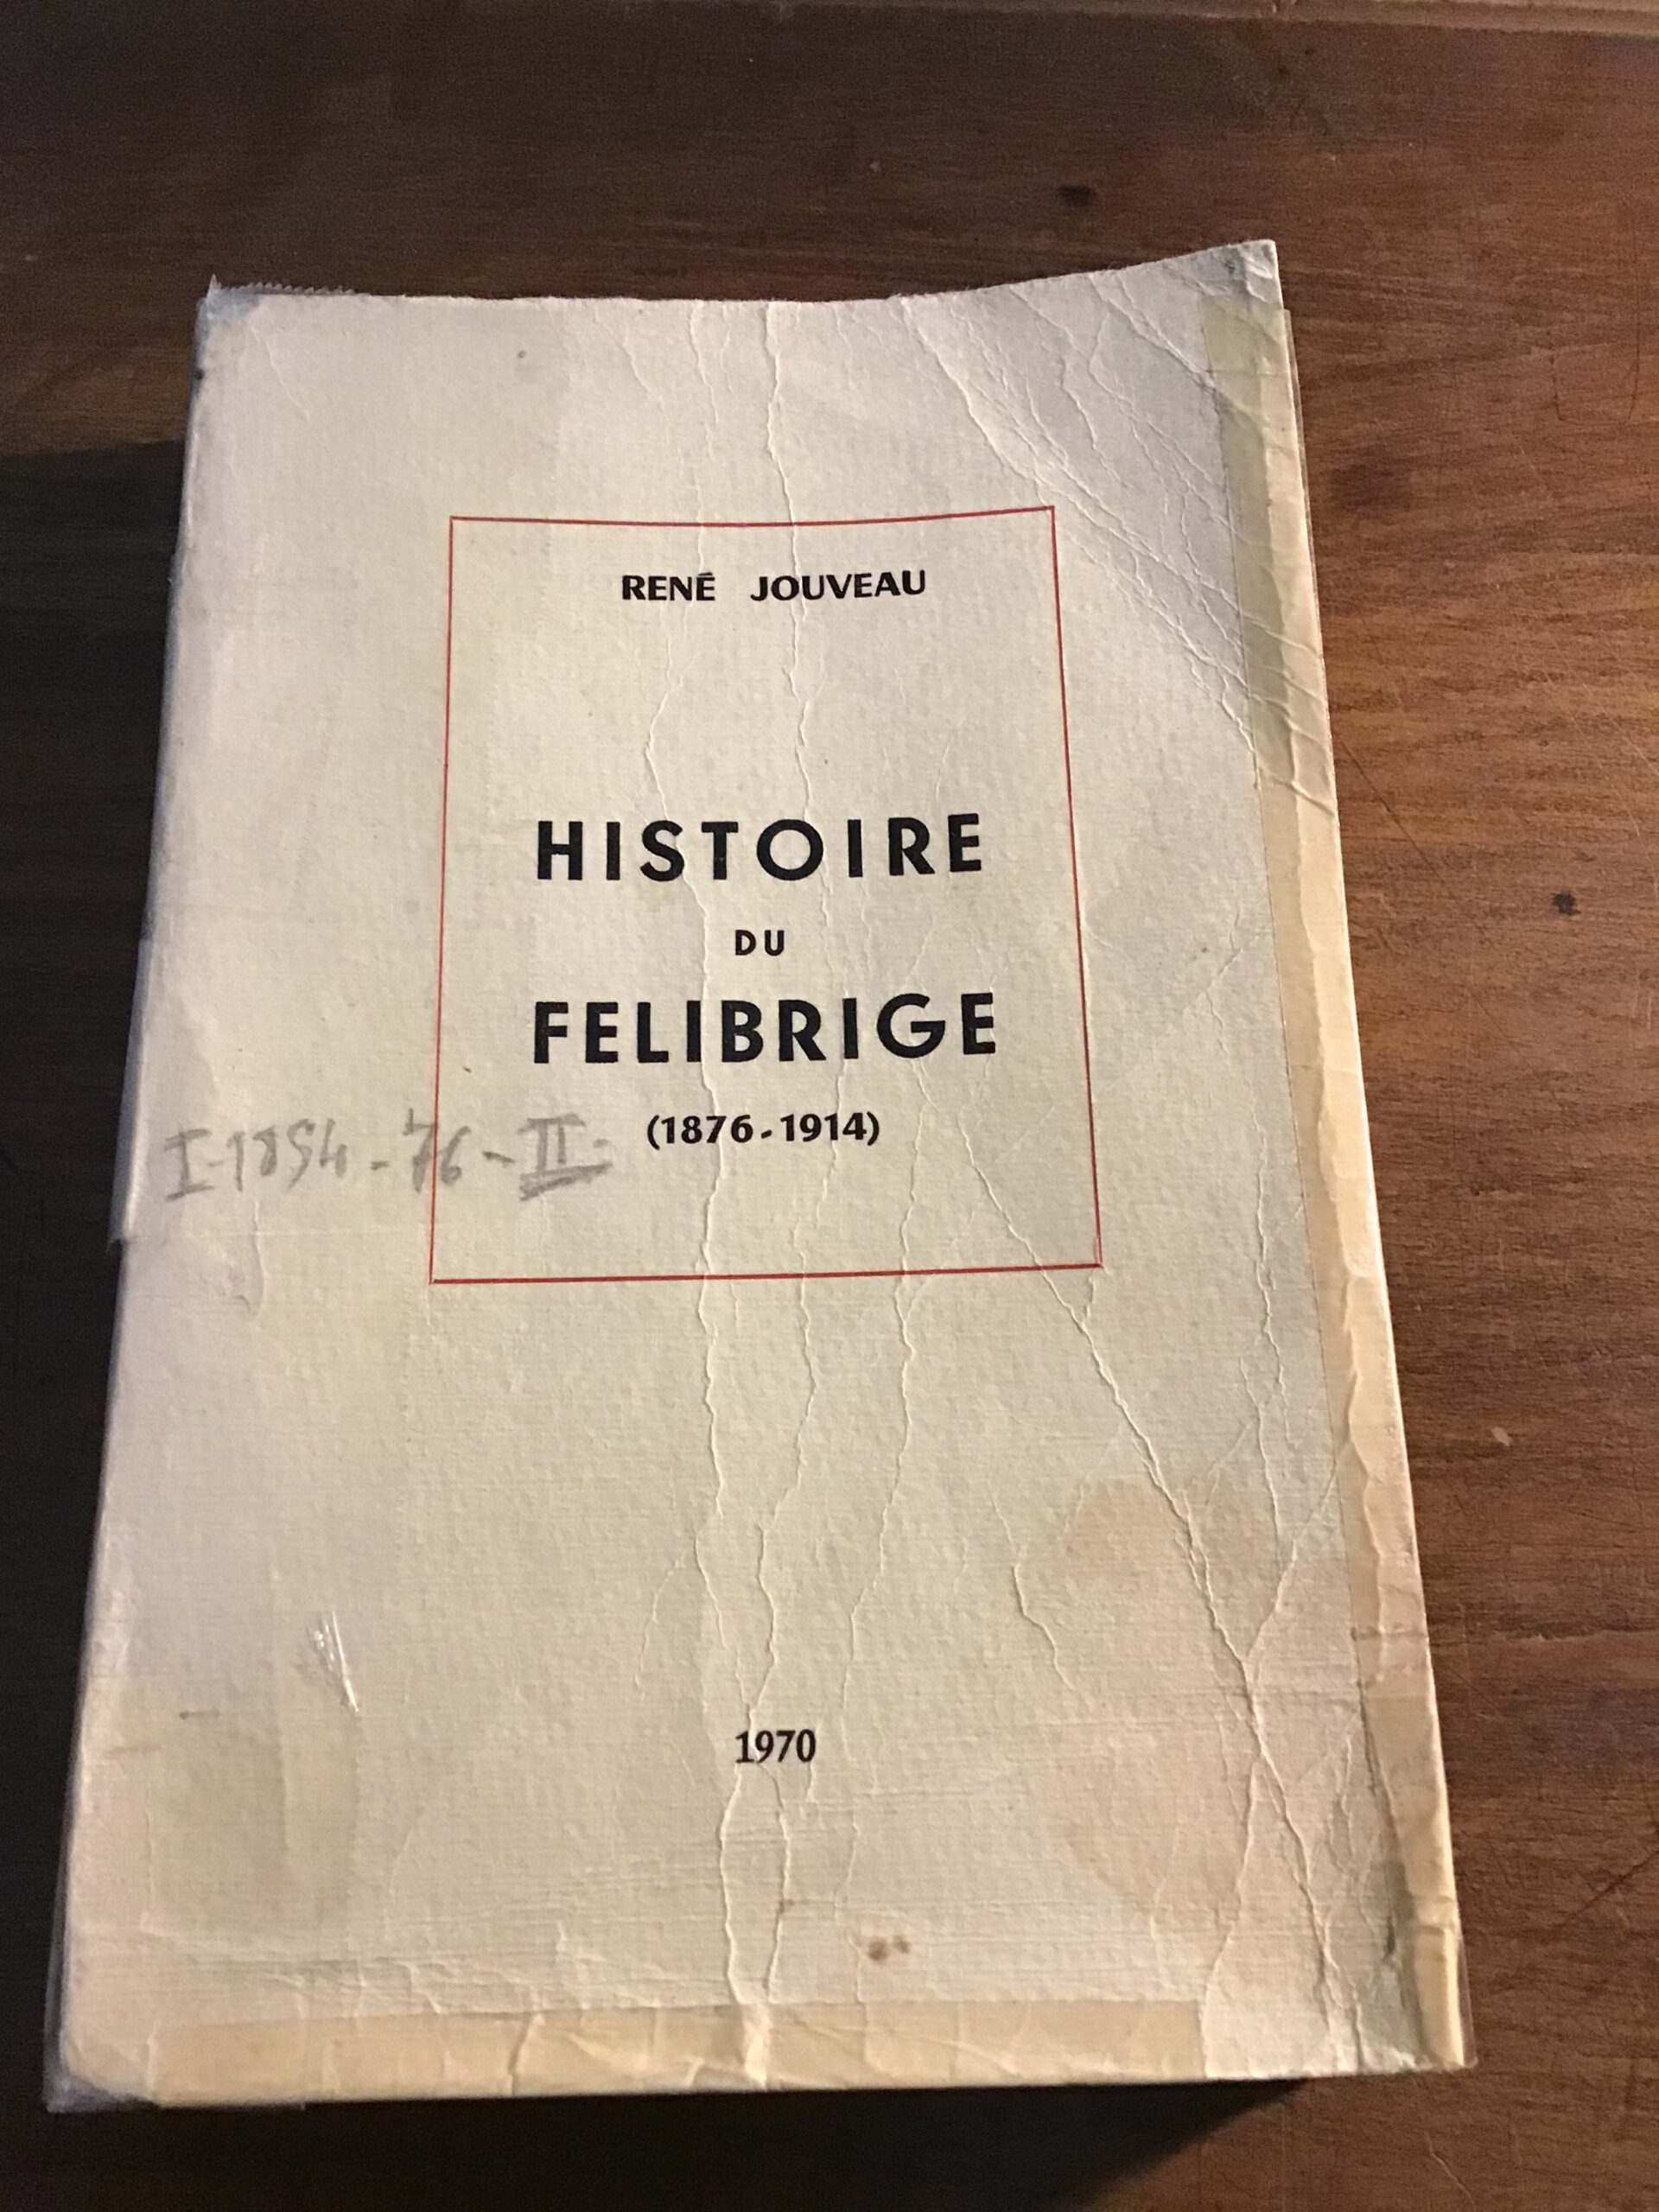 RENÉ JOUVEAU
HISTOIRE
DU
FELIBRIGE
I-1854-76-II- (1876-1914)
1970